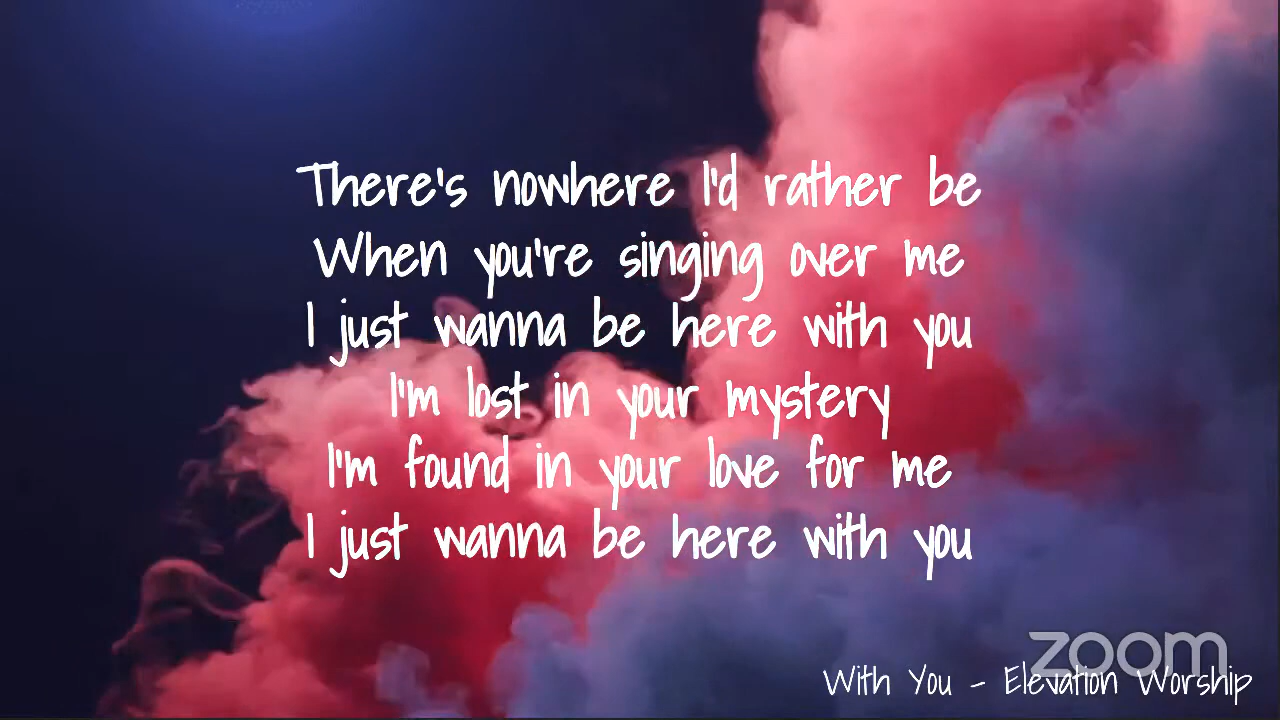 There's nowhere I'd rather be
When you're singing over me
I just wanna be here with you
I'm lost in your mystery
I'm found in your love for me
I just wanna be here with you
zoom
With You - Elevation Worship